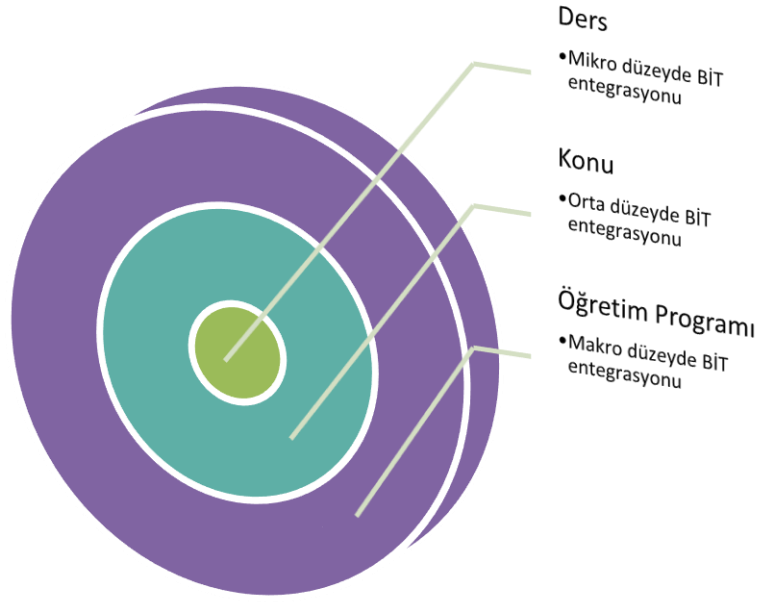 Ders
•Mikro düzeyde BİT
entegrasyonu
Konu
•Orta düzeyde BİT
entegrasyonu
Öğretim Programı
•Makro düzeyde BİT
entegrasyonu